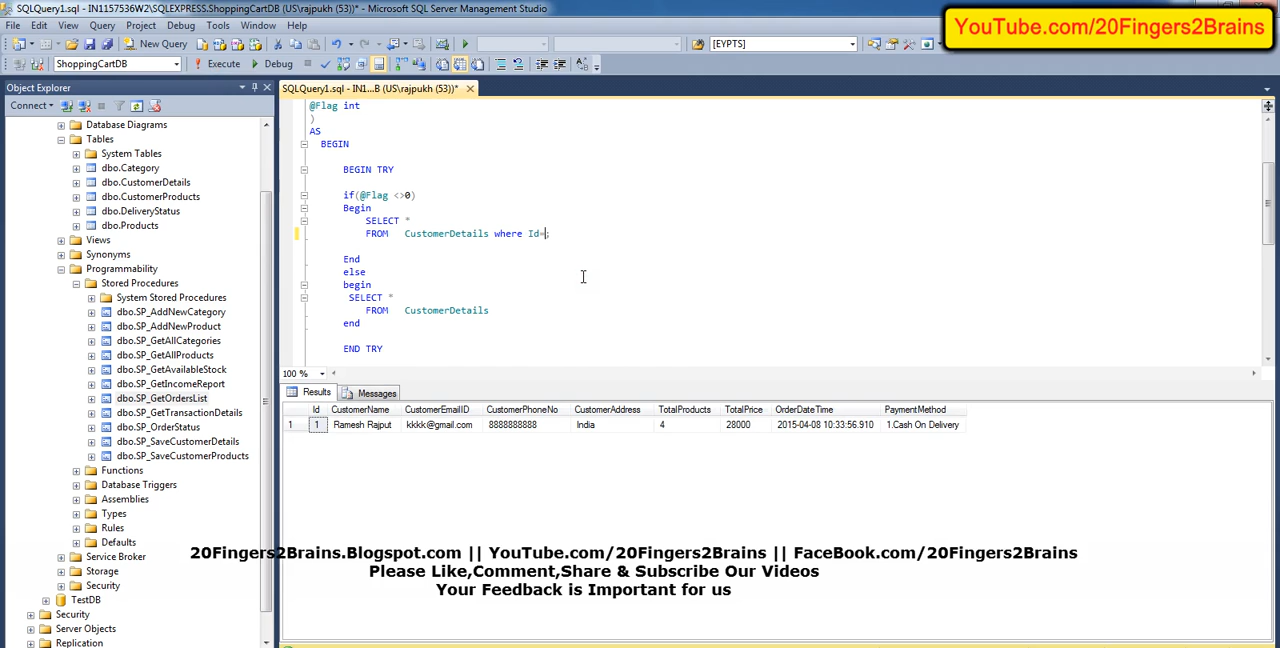 SQLQuery1.sql - IN1157536W2\SQLEXPRESS.ShoppingCartDB (US\rajpukh (53))* - Microsoft SQL Server Management Studio
YouTube.com/20Fingers2Brains
File Edit View Query Project Debug Tools Window Help
New Query
[EYPTS]
ShoppingCartDB
! Execute
Debug
Object Explorer
SQLQuery1.sql - IN1...B (US\rajpukh (53))*
Connect
Database Diagrams
Tables
System Tables
dbo.Category
dbo.CustomerDetails
dbo.CustomerProducts
dbo.DeliveryStatus
dbo.Products
Views
Synonyms
Programmability
Stored Procedures
System Stored Procedures
dbo.SP_AddNewCategory
dbo.SP_AddNewProduct
dbo.SP_GetAllCategories
dbo.SP_GetAllProducts
dbo.SP_GetAvailableStock
dbo.SP_GetIncomeReport
dbo.SP_GetOrdersList
dbo.SP_GetTransactionDetails
dbo.SP_OrderStatus
dbo.SP_SaveCustomerDetails
dbo.SP_SaveCustomerProducts
Functions
Database Triggers
Assemblies
Types
Rules
Defaults
Service Broker
Storage
Security
TestDB
Security
Server Objects
Replication
@Flag int
)
AS
BEGIN
BEGIN TRY
if(@Flag <>0)
Begin
SELECT *
FROM CustomerDetails where Id=;
End
else
begin
SELECT *
FROM CustomerDetails
end
END TRY
100 %
Results Messages
Id CustomerName CustomerEmailID CustomerPhoneNo CustomerAddress TotalProducts TotalPrice OrderDateTime PaymentMethod
1 1 Ramesh Rajput kkkk@gmail.com 8888888888 India 4 28000 2015-04-08 10:33:56.910 1.Cash On Delivery
20Fingers2Brains.Blogspot.com || YouTube.com/20Fingers2Brains || FaceBook.com/20Fingers2Brains
Please Like,Comment,Share & Subscribe Our Videos
Your Feedback is Important for us